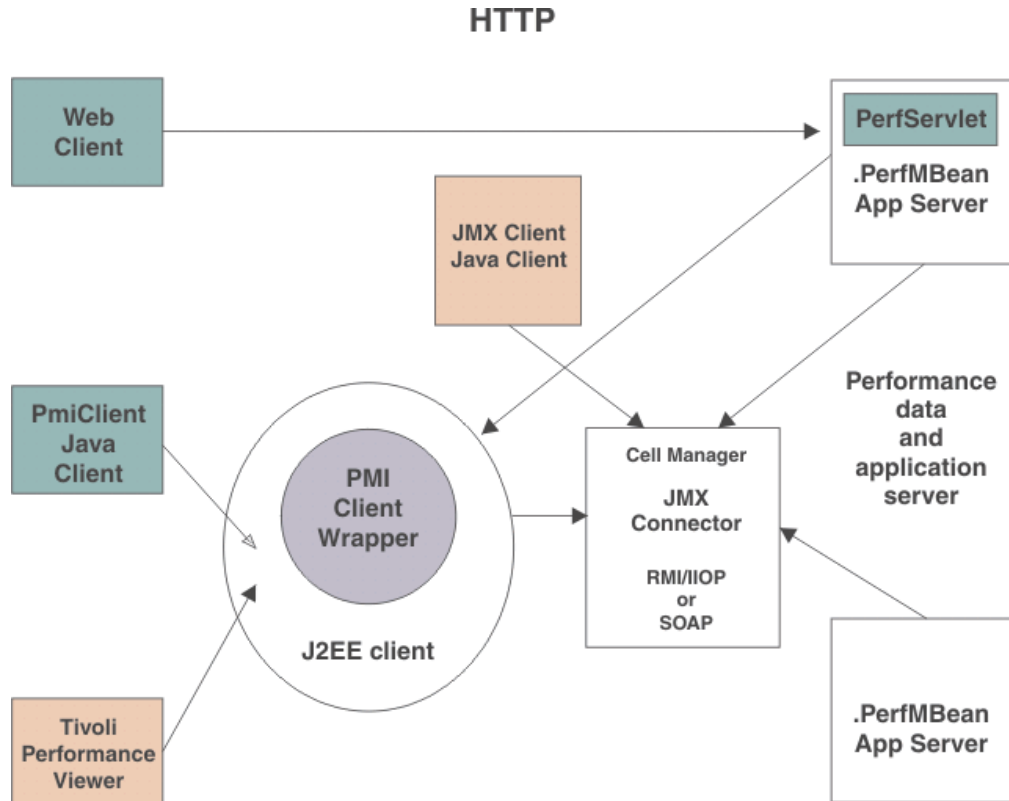 HTTP
Web
Client
PerfServlet
.PerfMBean
App Server
JMX Client
Java Client
PmiClient
Java
Client
PMI
Client
Wrapper
J2EE client
Cell Manager
JMX
Connector
RMI/IIOP
or
SOAP
Performance
data
and
application
server
Tivoli
Performance
Viewer
.PerfMBean
App Server